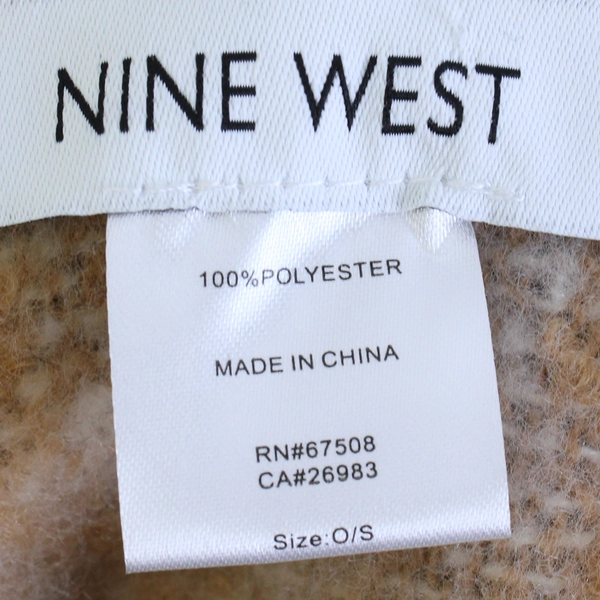 NINE WEST
100%POLYESTER
MADE IN CHINA
RN#67508
CA#26983
Size:O/S